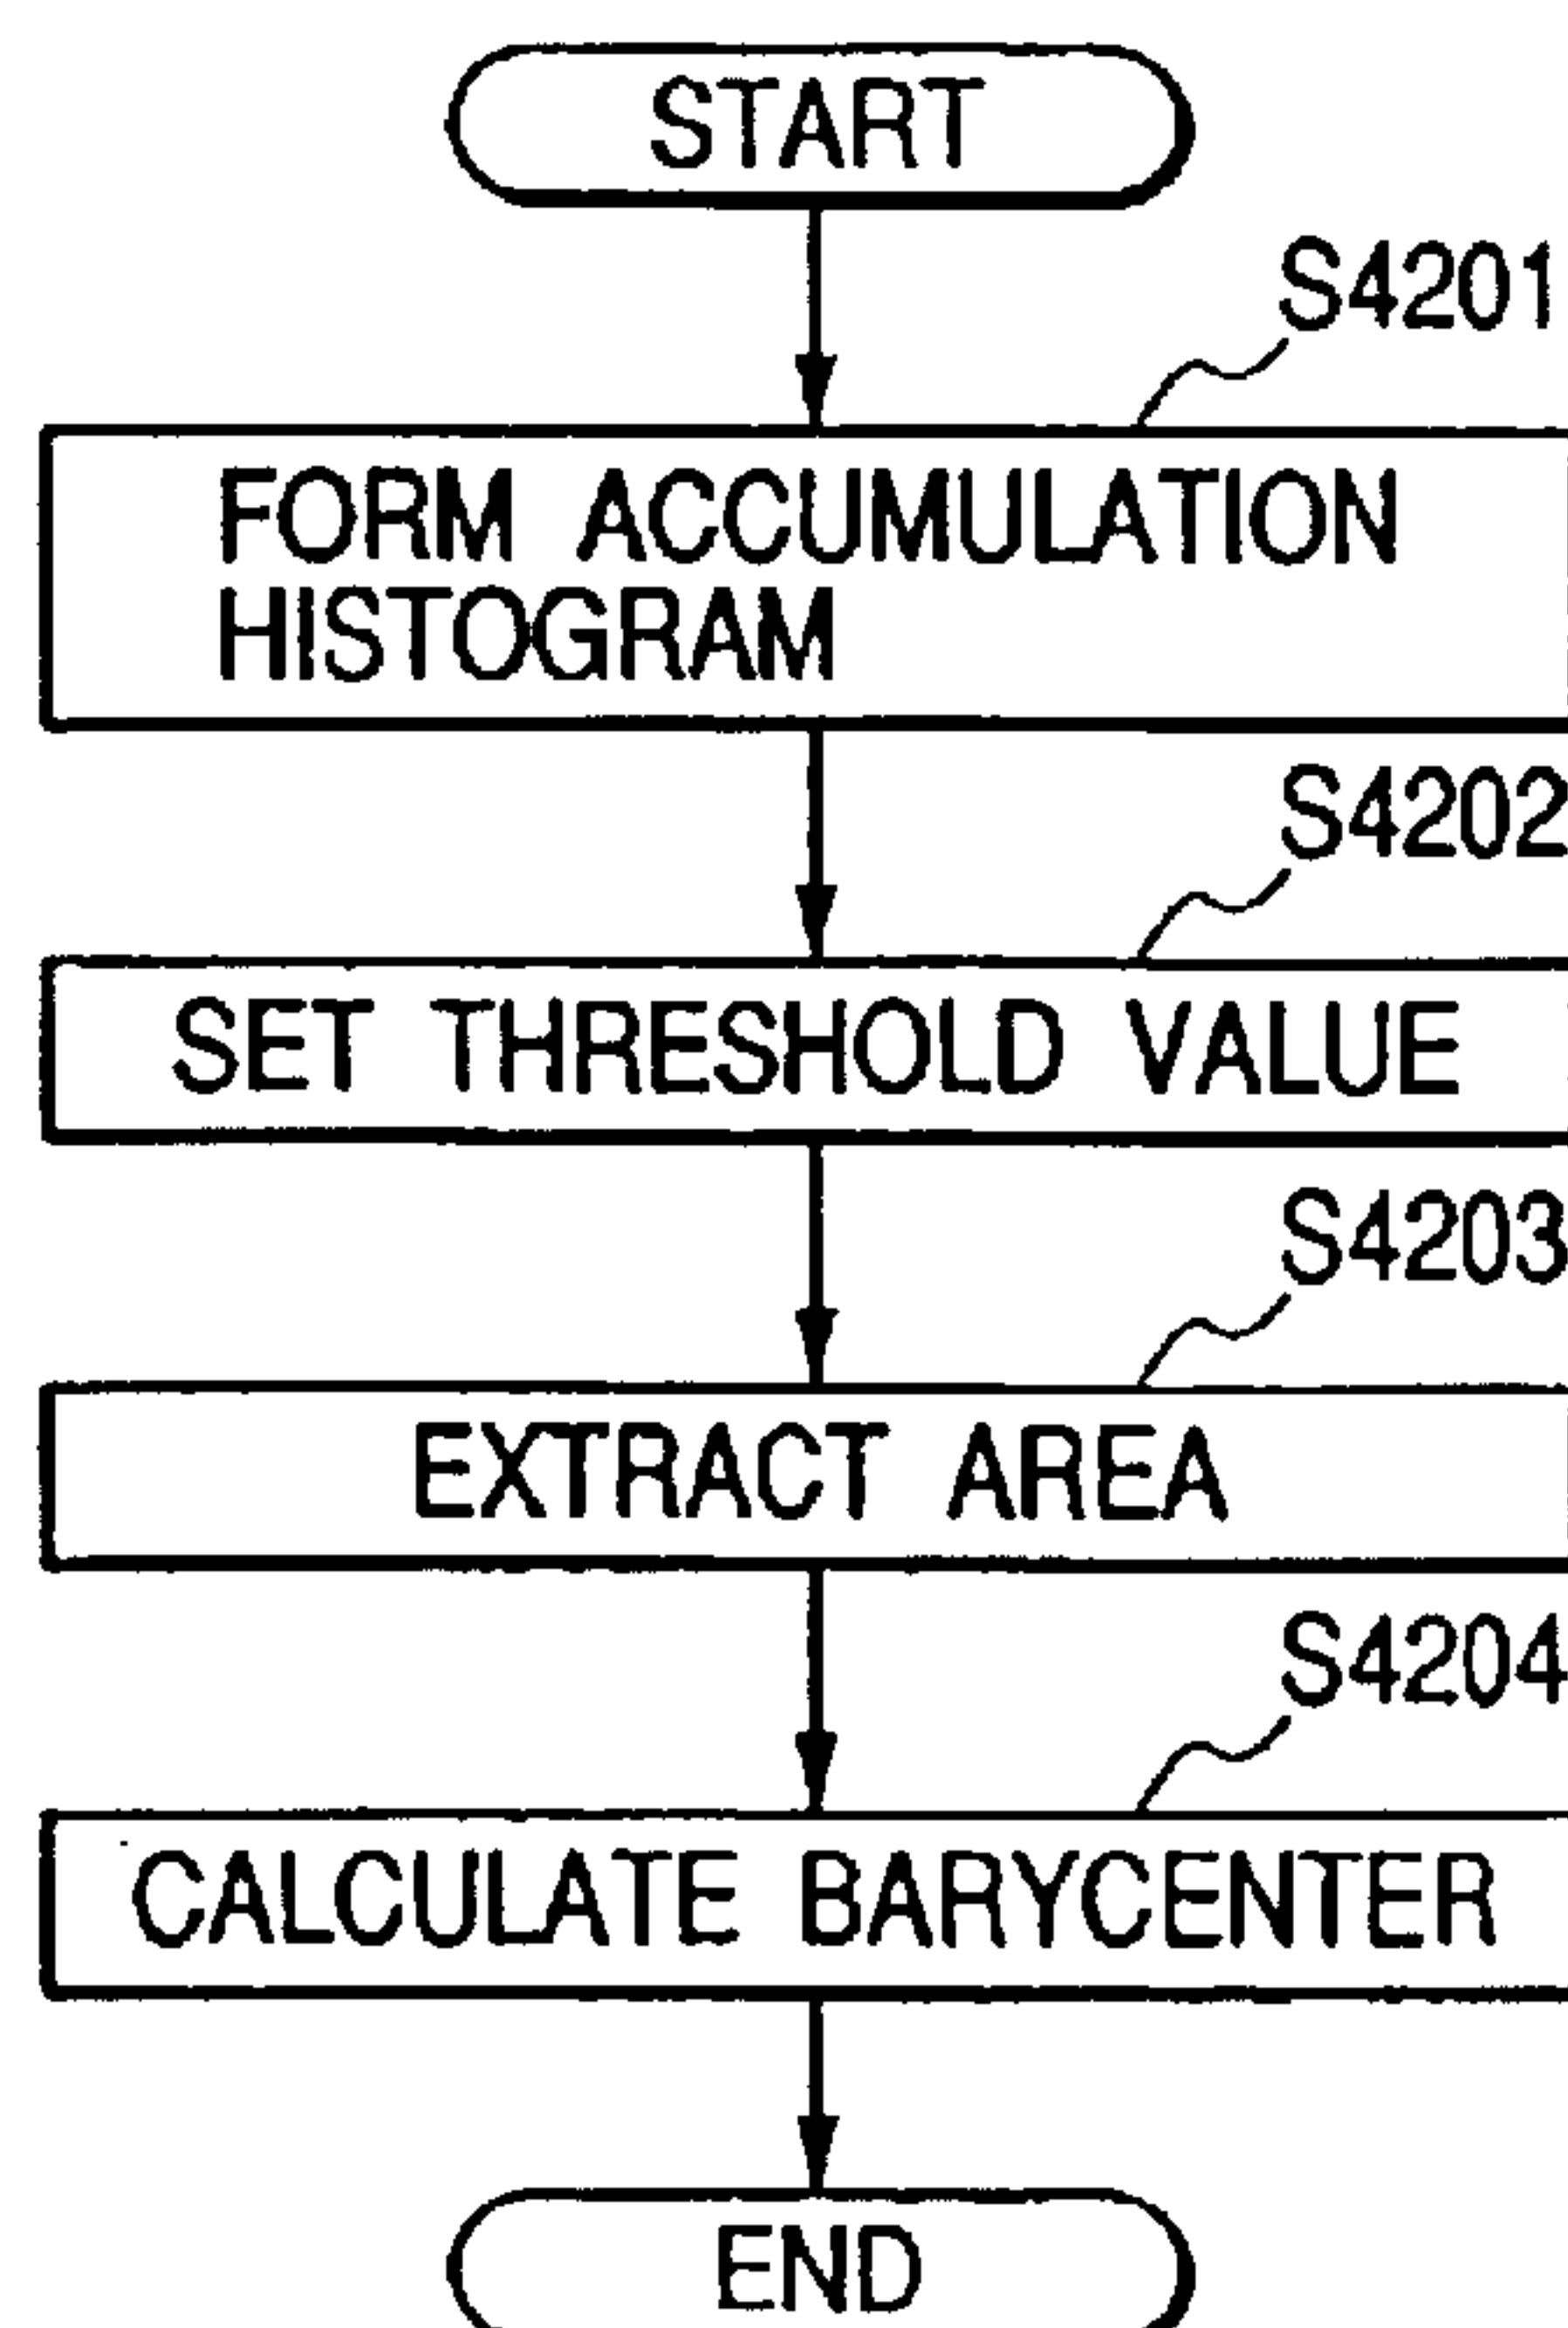 START
S4201
FORM ACCUMULATION
HISTOGRAM
S4202
SET THRESHOLD VALUE
S4203
EXTRACT AREA
S4204
CALCULATE BARYCENTER
END